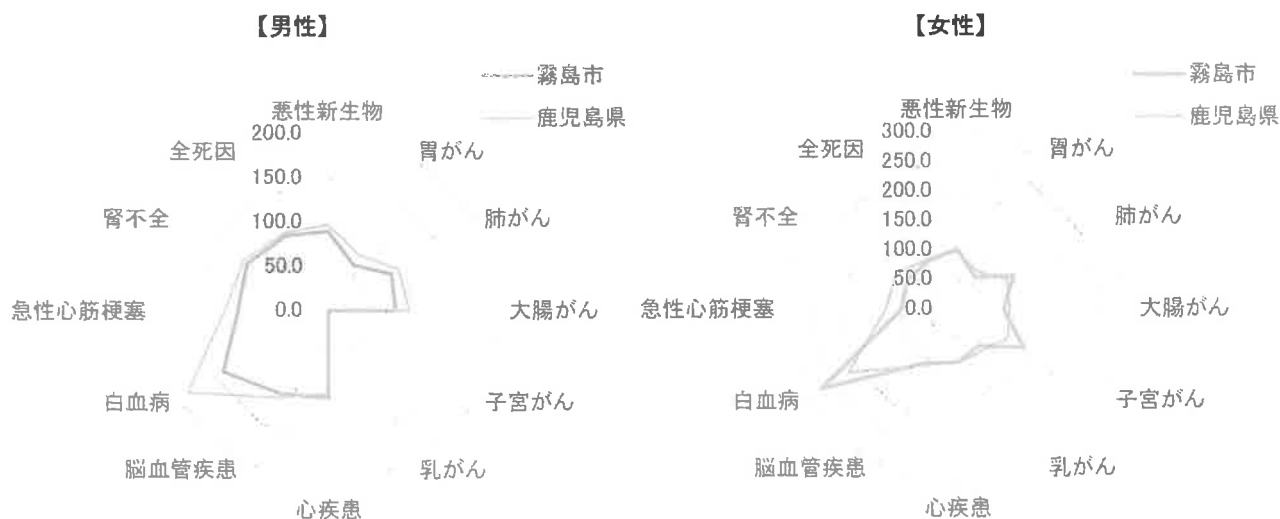 【男性】
霧島市
鹿児島県
悪性新生物
胃がん
肺がん
大腸がん
子宮がん
乳がん
心疾患
脳血管疾患
白血病
急性心筋梗塞
腎不全
全死因
200.0
150.0
100.0
50.0
0.0
【女性】
霧島市
鹿児島県
悪性新生物
胃がん
肺がん
大腸がん
子宮がん
乳がん
心疾患
脳血管疾患
白血病
急性心筋梗塞
腎不全
全死因
300.0
250.0
200.0
150.0
100.0
50.0
0.0